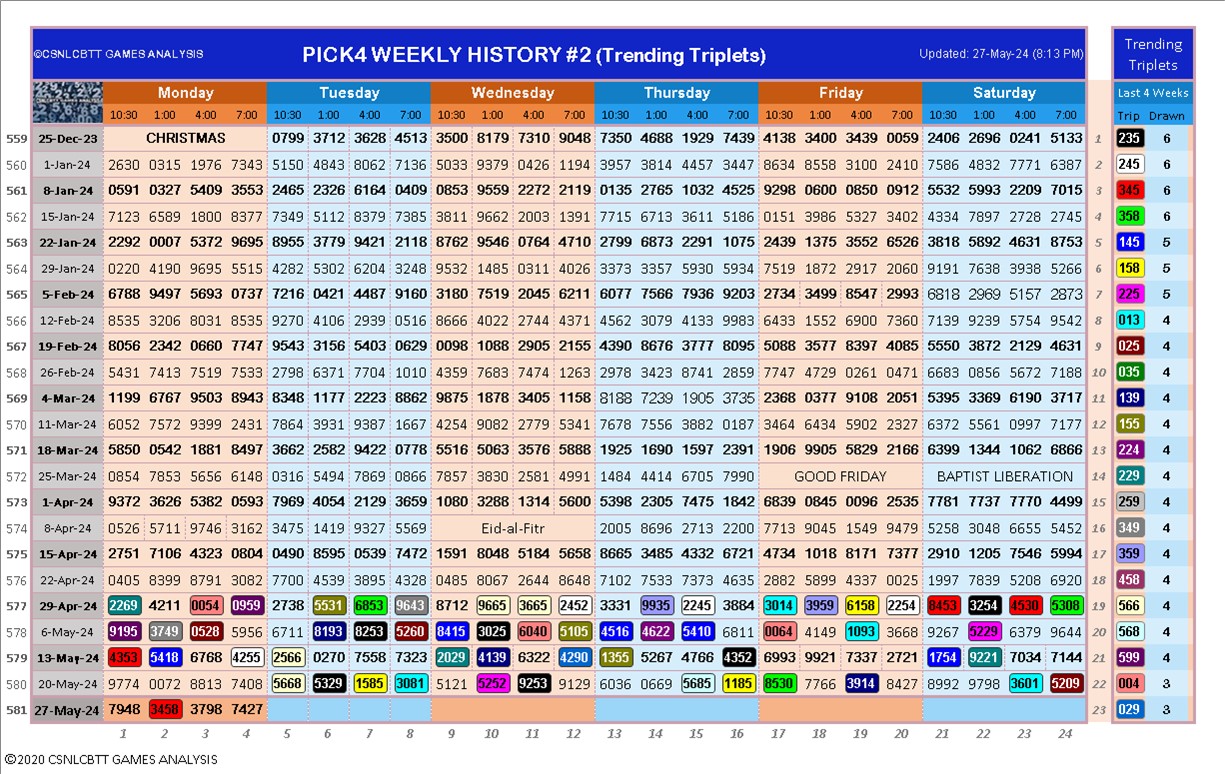 ©CSNLCBTT GAMES ANALYSIS PICK4 WEEKLY HISTORY #2 (Trending Triplets) Updated: 27-May-24 (8:13 PM) Trending Triplets
Monday Tuesday Wednesday Thursday Friday Saturday Last 4 Weeks
10:30 1:00 4:00 7:00 10:30 1:00 4:00 7:00 10:30 1:00 4:00 7:00 10:30 1:00 4:00 7:00 10:30 1:00 4:00 7:00 10:30 1:00 4:00 7:00 Trip Drawn
559 25-Dec-23 CHRISTMAS 0799 3712 3628 4513 3500 8179 7310 9048 7350 4688 1929 7439 4138 3400 3439 0059 2406 2696 0241 5133 1 235 6
560 1-Jan-24 2630 0315 1976 7343 5150 4843 8062 7136 5033 9379 0426 1194 3957 3814 4457 3447 8634 8558 3100 2410 7586 4832 7771 6387 2 245 6
561 8-Jan-24 0591 0327 5409 3553 2465 2326 6164 0409 0853 9559 2272 2119 0135 2765 1032 4525 9298 0600 0850 0912 5532 5993 2209 7015 3 345 6
562 15-Jan-24 7123 6589 1800 8377 7349 5112 8379 7385 3811 9662 2003 1391 7715 6713 3611 5186 0151 3986 5327 3402 4334 7897 2728 2745 4 358 6
563 22-Jan-24 2292 0007 5372 9695 8955 3779 9421 2118 8762 9546 0764 4710 2799 6873 2291 1075 2439 1375 3552 6526 3818 5892 4631 8753 5 145 5
564 29-Jan-24 0220 4190 9695 5515 4282 5302 6204 3248 9532 1485 0311 4026 3373 3357 5930 5934 7519 1872 2917 2060 9191 7638 3938 5266 6 158 5
565 5-Feb-24 6788 9497 5693 0737 7216 0421 4487 9168 3180 7519 2045 6211 6077 7566 7936 9203 2734 3499 8547 2993 6818 2969 5157 2873 7 225 5
566 12-Feb-24 8535 3206 8031 8535 9270 4106 2939 0516 8666 4022 2744 4371 4562 3079 4133 9983 6433 1552 6900 7360 7139 9239 5754 9542 8 013 4
567 19-Feb-24 8056 2342 0660 7747 9543 3156 5403 0629 0098 1088 2905 2155 4390 8676 3777 8095 5088 3577 8397 4085 5550 3872 2129 4631 9 025 4
568 26-Feb-24 5431 7413 7519 7533 2798 6371 7704 1010 4359 7683 7474 1263 2978 3423 8741 2859 7747 4729 0261 0471 6683 0856 5672 7188 10 035 4
569 4-Mar-24 1199 6767 9503 8943 8348 1177 2223 8862 9875 1878 3405 1158 8188 7239 1905 3735 2368 0377 9108 2051 5395 3369 6190 3717 11 139 4
570 11-Mar-24 6052 7572 9399 2431 7864 3931 9387 1667 4254 9082 2779 5341 7678 7556 3882 0187 3464 6434 5902 2327 6372 5561 0997 7177 12 155 4
571 18-Mar-24 5850 0542 1881 8497 3662 2582 9422 0778 5516 5063 3576 5888 1925 1690 1597 2391 1906 9905 5829 2166 6399 1344 1062 6866 13 224 4
572 25-Mar-24 0854 7853 5656 6148 0316 5494 7869 0868 0857 3830 2581 4991 1484 4414 6705 7990 GOOD FRIDAY BAPTIST LIBERATION 14 229 4
573 1-Apr-24 9372 3626 5382 0593 7969 4054 2129 3659 1080 3288 1314 5600 5398 2305 7475 1842 6839 0845 0096 2535 7781 7737 7770 4499 15 259 4
574 8-Apr-24 0526 5711 9746 3162 3475 1419 9327 5569 Eid-al-Fitr 2005 8696 2713 2200 7713 9045 1549 9479 5258 3048 6655 5452 16 349 4
575 15-Apr-24 2751 7106 4323 0804 0490 8595 0539 7472 1591 8048 5184 5658 8665 3485 4332 6721 4734 1018 8171 7377 2910 1205 7546 5994 17 359 4
576 22-Apr-24 0405 8399 8791 3082 7700 4539 3895 4328 0485 8067 2644 8648 7102 7533 7373 4635 2882 5899 4337 0025 1997 7839 5208 6920 18 458 4
577 29-Apr-24 2269 4211 0054 0959 2738 5531 6853 9643 8712 9665 3665 2452 3331 9935 2245 3884 3014 3959 6158 2254 8453 3254 4530 5308 19 566 4
578 6-May-24 9195 3749 0528 5956 6711 8193 8253 5260 8415 3025 6040 5105 4516 4622 5410 6811 0064 4149 1093 3668 9267 5229 6379 9644 20 568 4
579 13-May-24 4353 5418 6768 4255 2566 0270 7558 7323 2029 4139 6322 4290 1355 5267 4766 4352 6993 9921 7337 2721 1754 9221 7034 7144 21 599 4
580 20-May-24 9774 0072 8813 7408 5668 5329 1585 3081 5121 5252 9253 9129 6036 0669 5685 1185 8530 7766 3914 8427 8992 9798 3601 5209 22 004 3
581 27-May-24 7948 3458 3798 7427 23 029 3
1 2 3 4 5 6 7 8 9 10 11 12 13 14 15 16 17 18 19 20 21 22 23 24
©2020 CSNLCBTT GAMES ANALYSIS